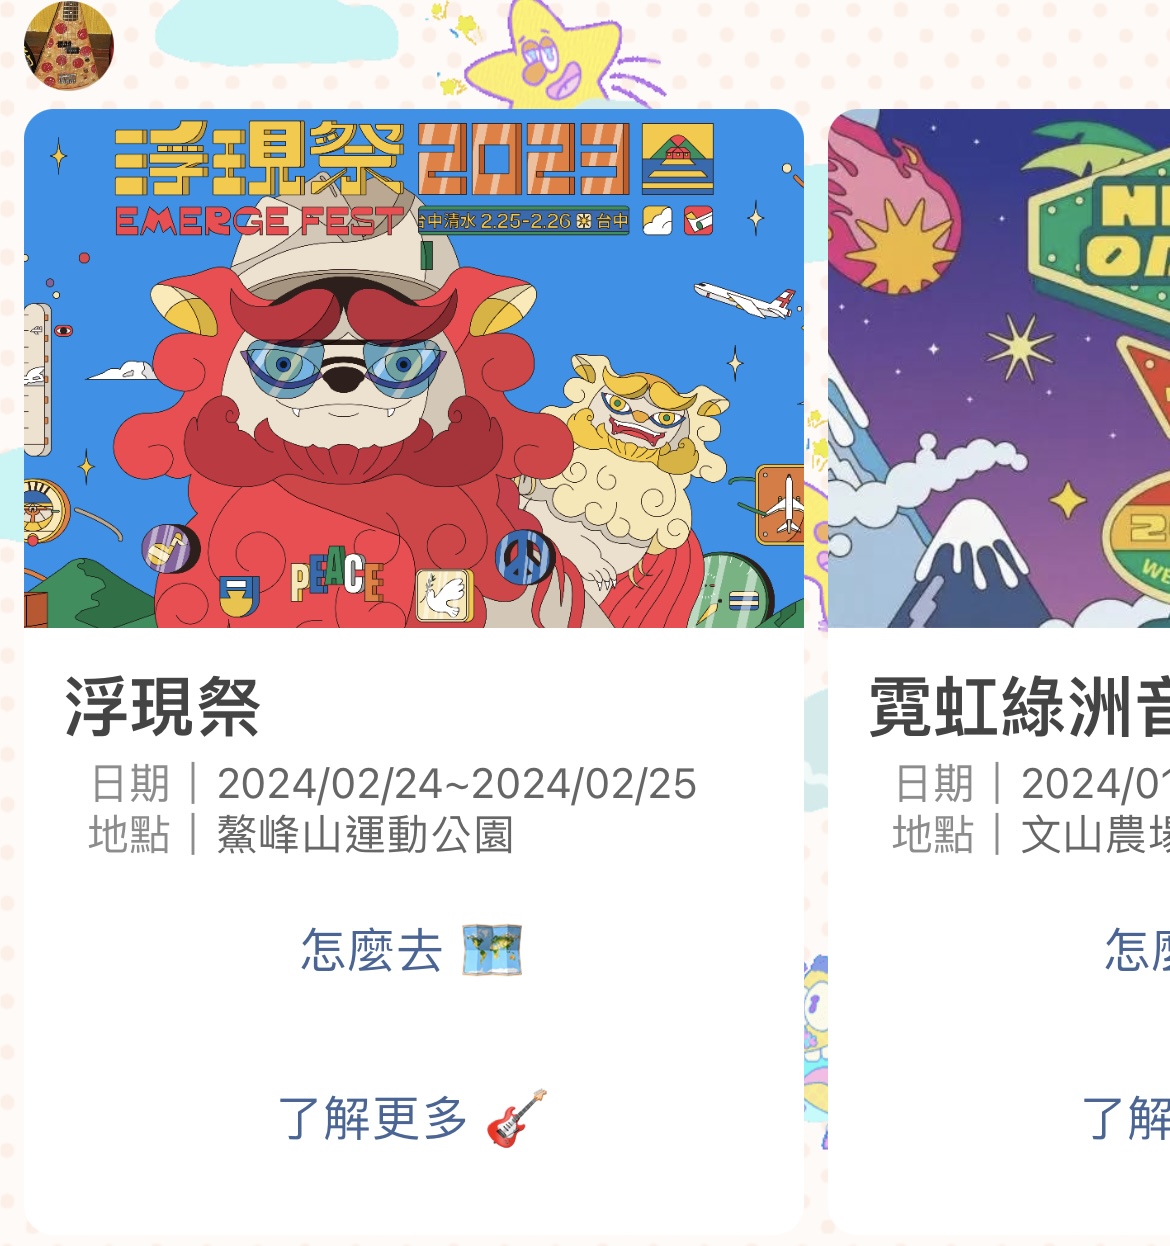 浮現祭 2023
EMERGE FEST
台中清水 2.25-2.26 台中
PEACE
浮現祭
日期｜2024/02/24~2024/02/25
地點｜鰲峰山運動公園
怎麼去 🗺️
了解更多 🎸
霓虹綠洲音
日期｜2024/01
地點｜文山農場
怎麼
了解